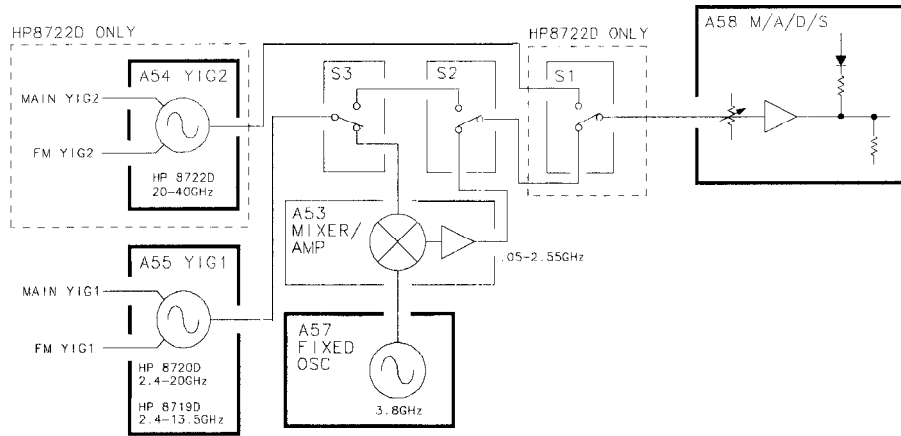 HP8722D ONLY
A54 YIG2
MAIN YIG2
FM YIG2
HP 8722D
20-40GHz
S3
S2
HP8722D ONLY
S1
A58 M/A/D/S
A53
MIXER/
AMP
.05-2.55GHz
A55 YIG1
MAIN YIG1
FM YIG1
HP 8720D
2.4-20GHz
HP 8719D
2.4-13.5GHz
A57
FIXED
OSC
3.8GHz